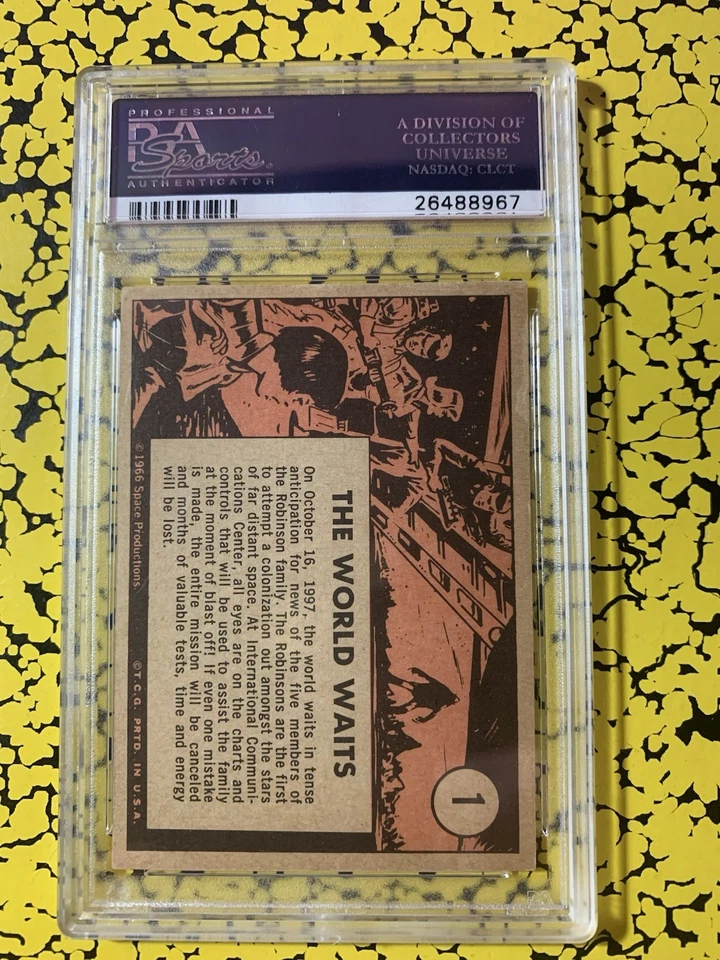 PROFESSIONAL
PSA
Sports.
AUTHENTICATOR
A DIVISION OF
COLLECTORS
UNIVERSE
NASDAQ: CLCT
26488967
1
THE WORLD WAITS
On October 16, 1997, the world waits in tense
anticipation for news of the five members of
the Robinson family. The Robinsons are the first
to attempt a colonization out amongst the stars
of far distant space. At International Communi-
cations Center, all eyes are on the charts and
controls that will be used to assist the family
at the moment of blast off! If even one mistake
is made, the entire mission will be canceled
and months of valuable tests, time and energy
will be lost.
©1966 Space Productions
©T.C.G. PRTD. IN U.S.A.